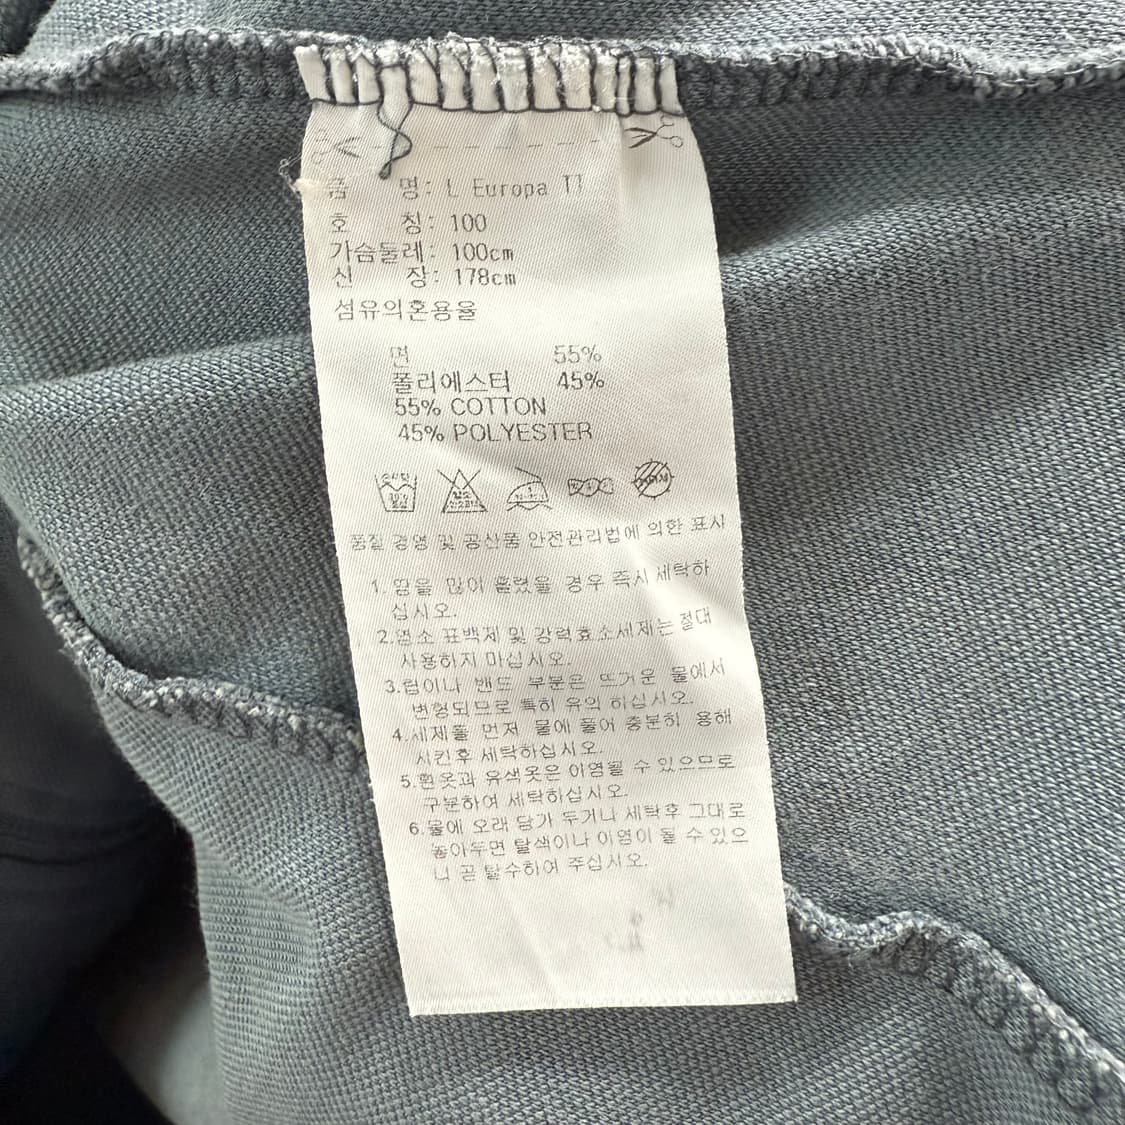 품 명: L Europa TT
호 칭: 100
가슴둘레: 100cm
신 장: 178cm
섬유의혼용율
면 55%
폴리에스터 45%
55% COTTON
45% POLYESTER
품질 경영 및 공산품 안전관리법에 의한 표시
1. 땀을 많이 흘렸을 경우 즉시 세탁하
십시오.
2.염소 표백제 및 강력효소세제는 절대
사용하지 마십시오.
3.립이나 밴드 부분은 뜨거운 물에서
변형되므로 특히 유의 하십시오.
4.세제를 먼저 물에 풀어 충분히 용해
시킨후 세탁하십시오.
5.흰옷과 유색옷은 이염될 수 있으므로
구분하여 세탁하십시오.
6.물에 오래 담가 두거나 세탁후 그대로
놓아두면 탈색이나 이염이 될 수 있으
니 곧 탈수하여 주십시오.